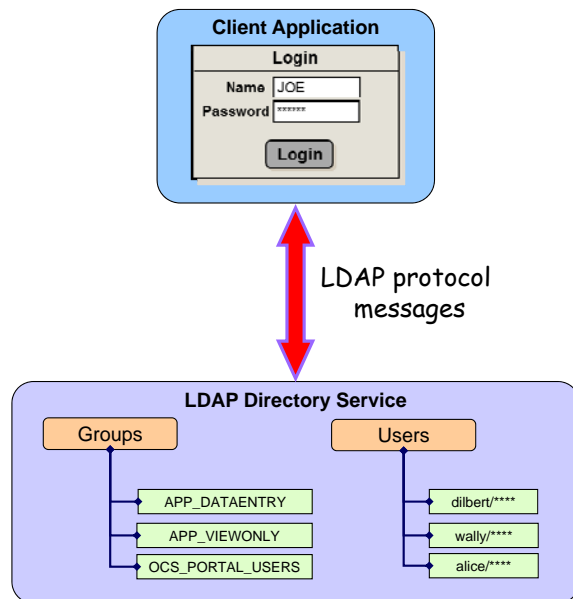 Client Application
Login
Name JOE
Password ******
Login
LDAP protocol
messages
LDAP Directory Service
Groups
Users
APP_DATAENTRY
dilbert/****
APP_VIEWONLY
wally/****
OCS_PORTAL_USERS
alice/****